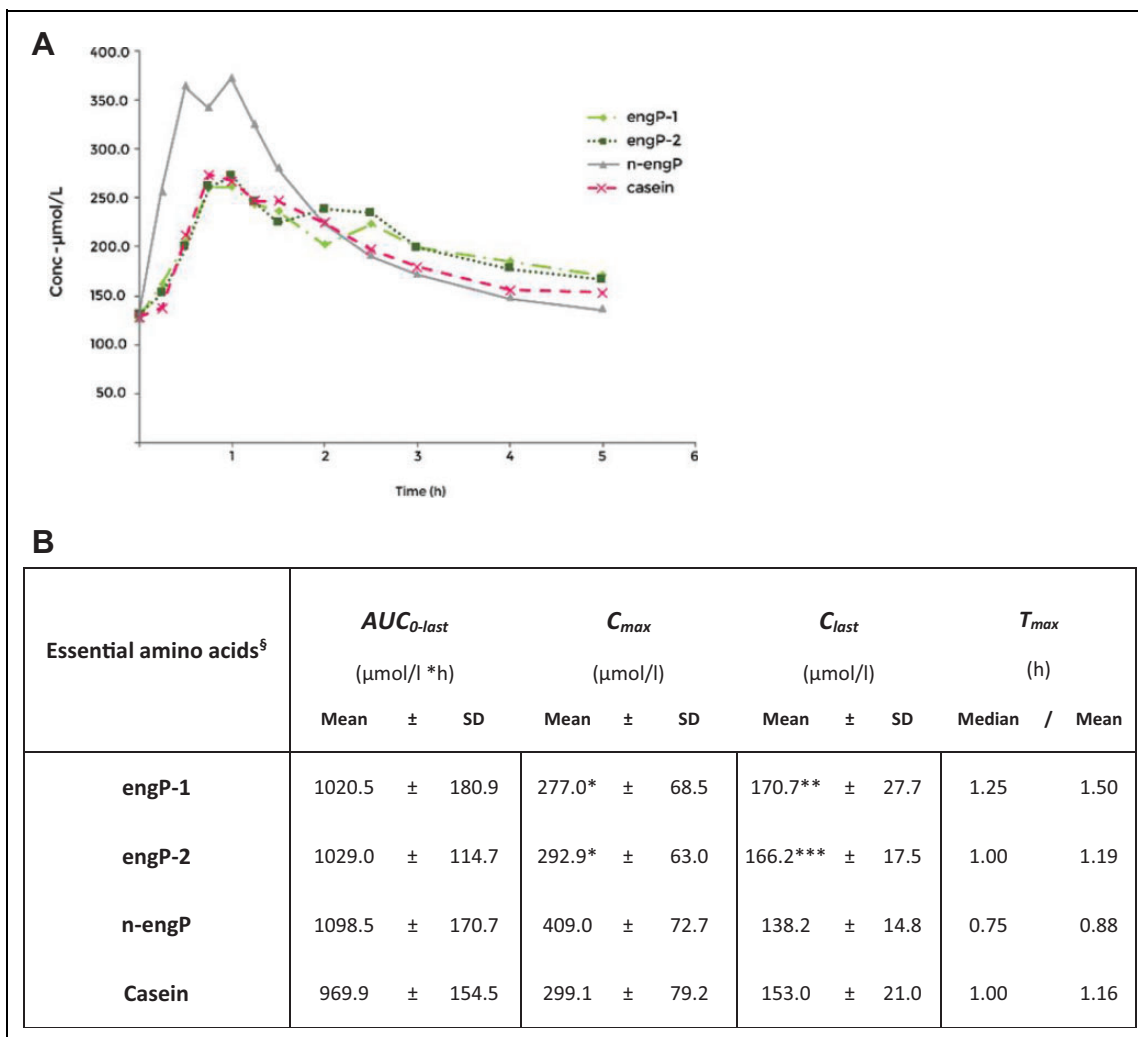 A
400.0
350.0
300.0
250.0
200.0
150.0
100.0
50.0
Conc -µmol/L
1 2 3 4 5 6
Time (h)
engP-1
engP-2
n-engP
casein
B
Essential amino acids§
AUC0-last Cmax Clast Tmax
(µmol/l *h) (µmol/l) (µmol/l) (h)
Mean ± SD Mean ± SD Mean ± SD Median / Mean
engP-1 1020.5 ± 180.9 277.0* ± 68.5 170.7** ± 27.7 1.25 1.50
engP-2 1029.0 ± 114.7 292.9* ± 63.0 166.2*** ± 17.5 1.00 1.19
n-engP 1098.5 ± 170.7 409.0 ± 72.7 138.2 ± 14.8 0.75 0.88
Casein 969.9 ± 154.5 299.1 ± 79.2 153.0 ± 21.0 1.00 1.16